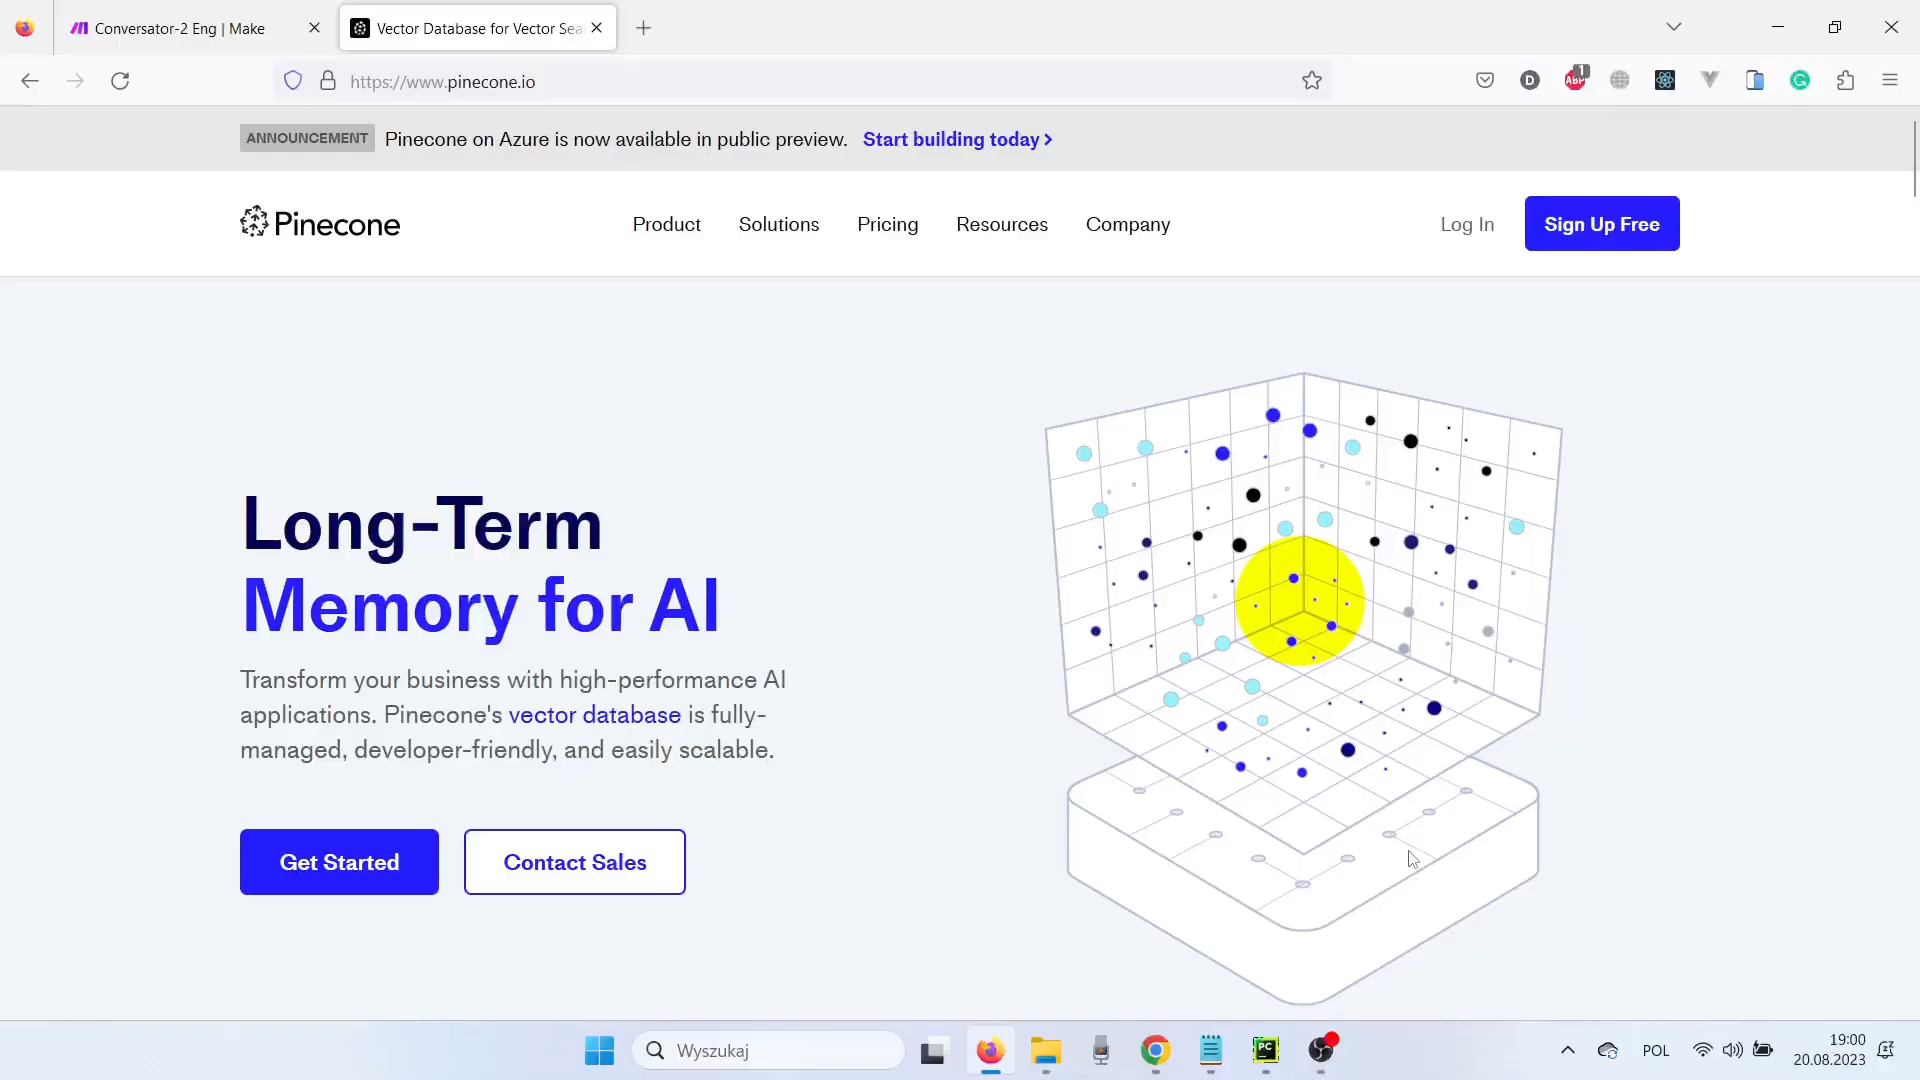 Conversator-2 Eng | Make
Vector Database for Vector Sea
https://www.pinecone.io
D
ABP
1
ANNOUNCEMENT Pinecone on Azure is now available in public preview. Start building today >
Pinecone
Product
Solutions
Pricing
Resources
Company
Log In
Sign Up Free
Long-Term
Memory for AI
Transform your business with high-performance AI
applications. Pinecone's vector database is fully-
managed, developer-friendly, and easily scalable.
Get Started
Contact Sales
Wyszukaj
PC
POL
19:00
20.08.2023